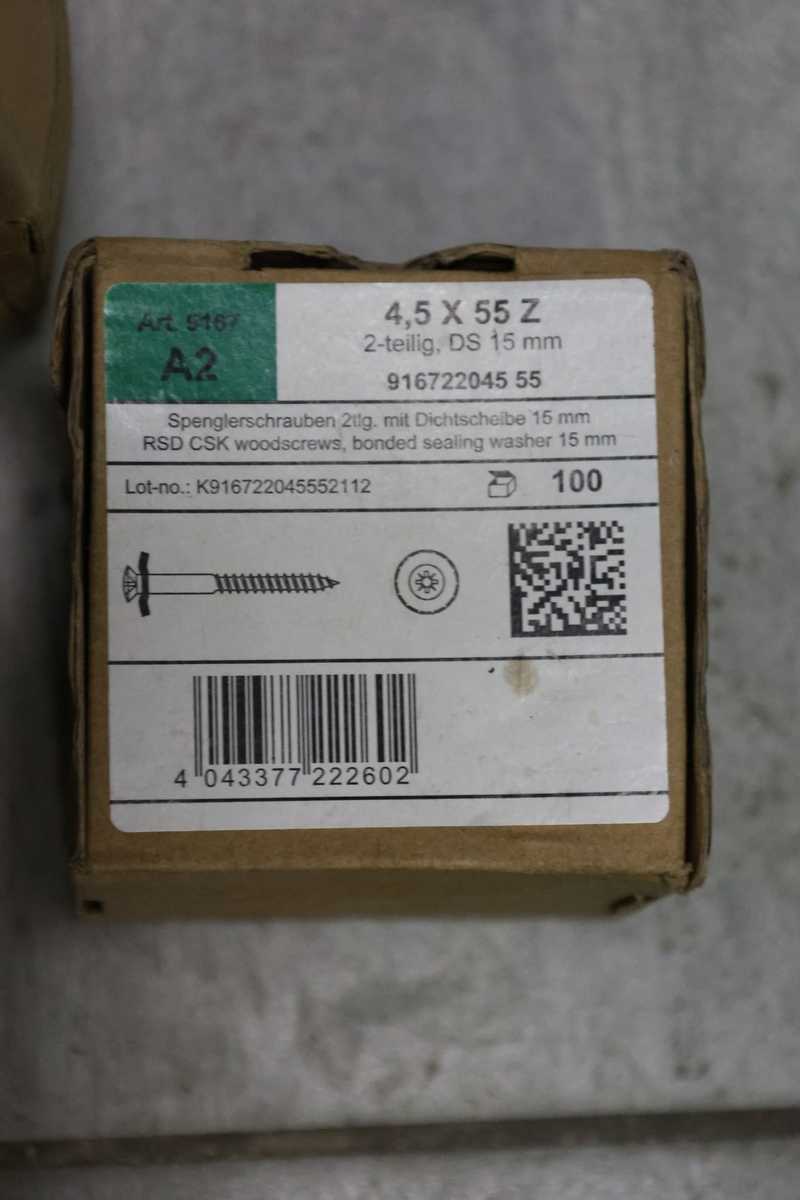 Art. 9167
A2
4,5 X 55 Z
2-teilig, DS 15 mm
916722045 55
Spenglerschrauben 2tlg. mit Dichtscheibe 15 mm
RSD CSK woodscrews, bonded sealing washer 15 mm
Lot-no.: K916722045552112
100
4 043377 222602